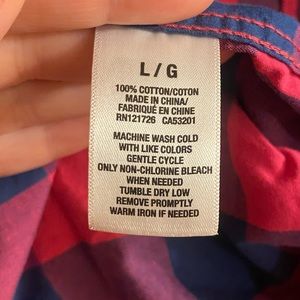 L / G
100% COTTON/COTON
MADE IN CHINA/
FABRIQUÉ EN CHINE
RN121726 CA53201
MACHINE WASH COLD
WITH LIKE COLORS
GENTLE CYCLE
ONLY NON-CHLORINE BLEACH
WHEN NEEDED
TUMBLE DRY LOW
REMOVE PROMPTLY
WARM IRON IF NEEDED